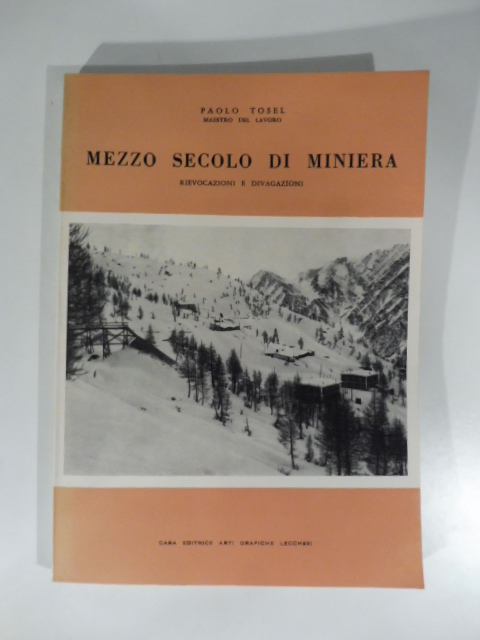 PAOLO TOSEL
MAESTRO DEL LAVORO
MEZZO SECOLO DI MINIERA
RIEVOCAZIONI E DIVAGAZIONI
CASA EDITRICE ARTI GRAFICHE LECCHESI